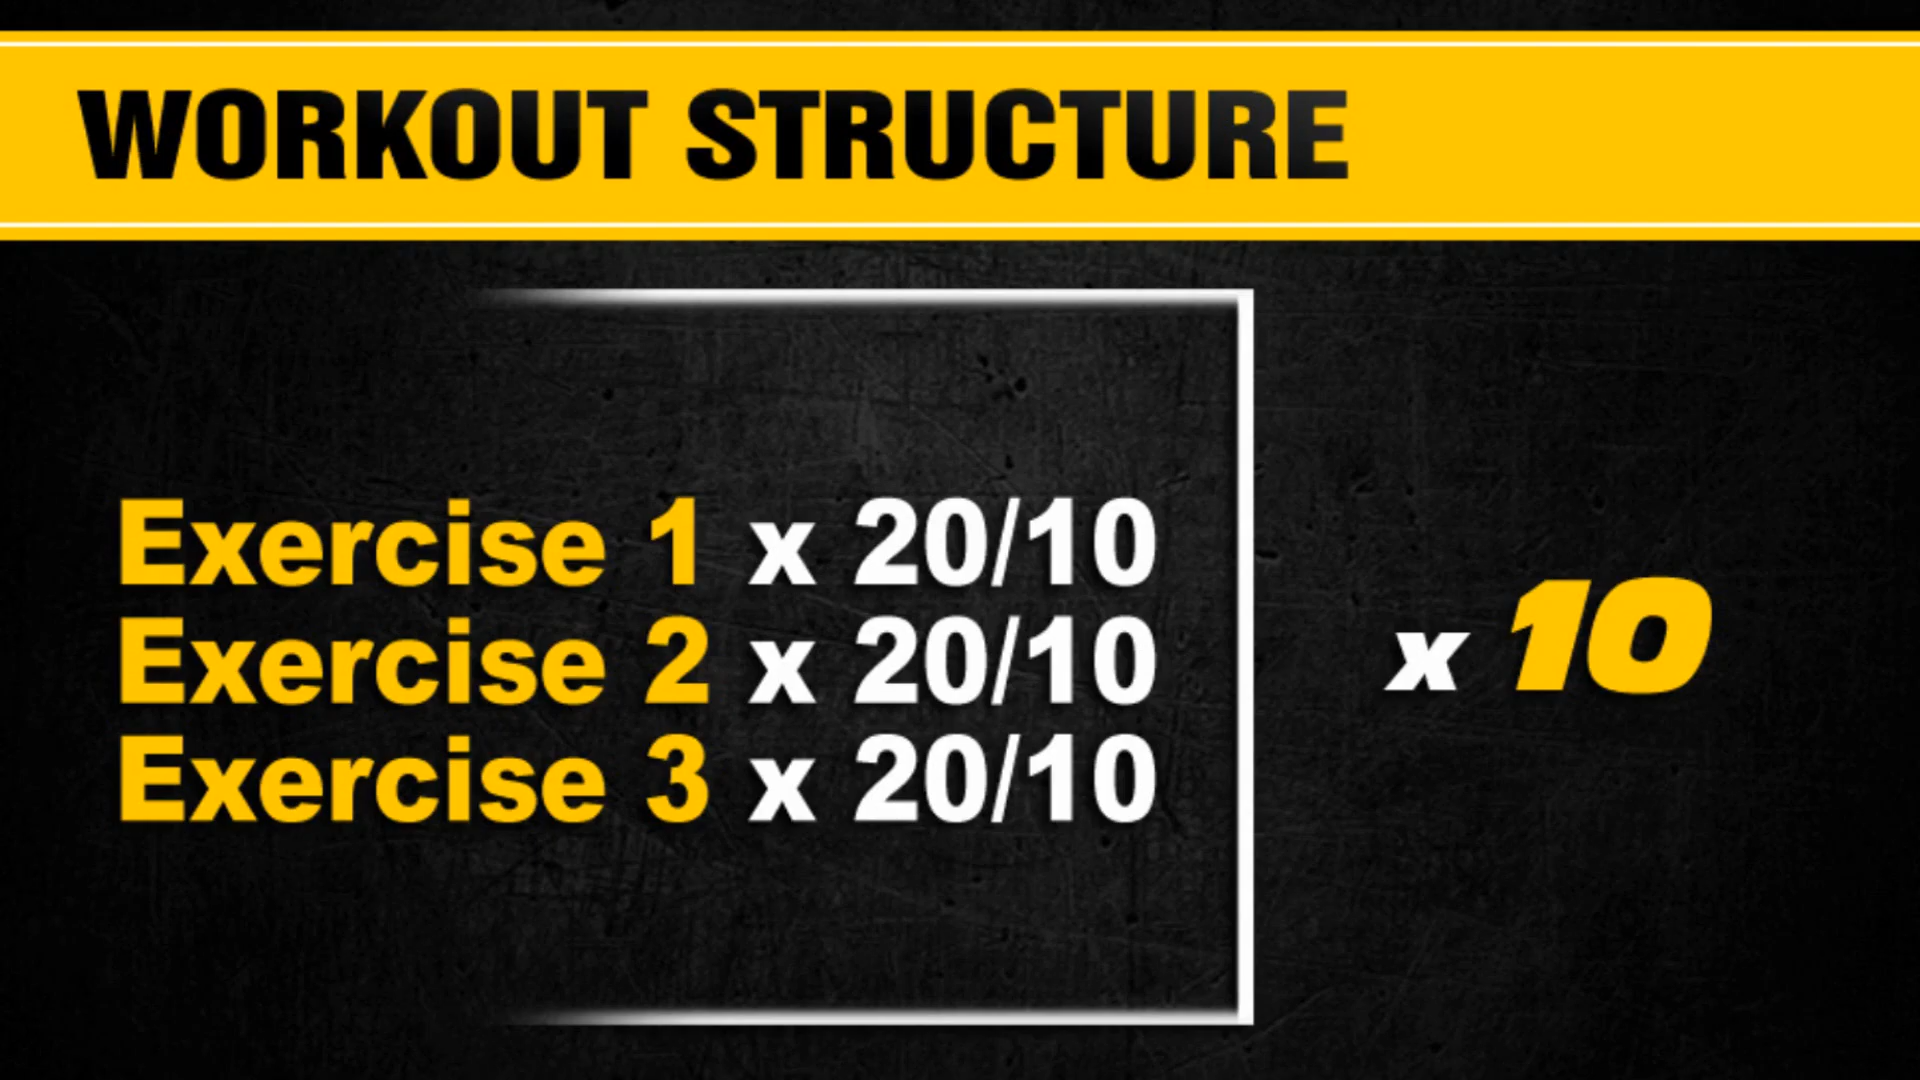 WORKOUT STRUCTURE
Exercise 1 x 20/10
Exercise 2 x 20/10
Exercise 3 x 20/10
x 10